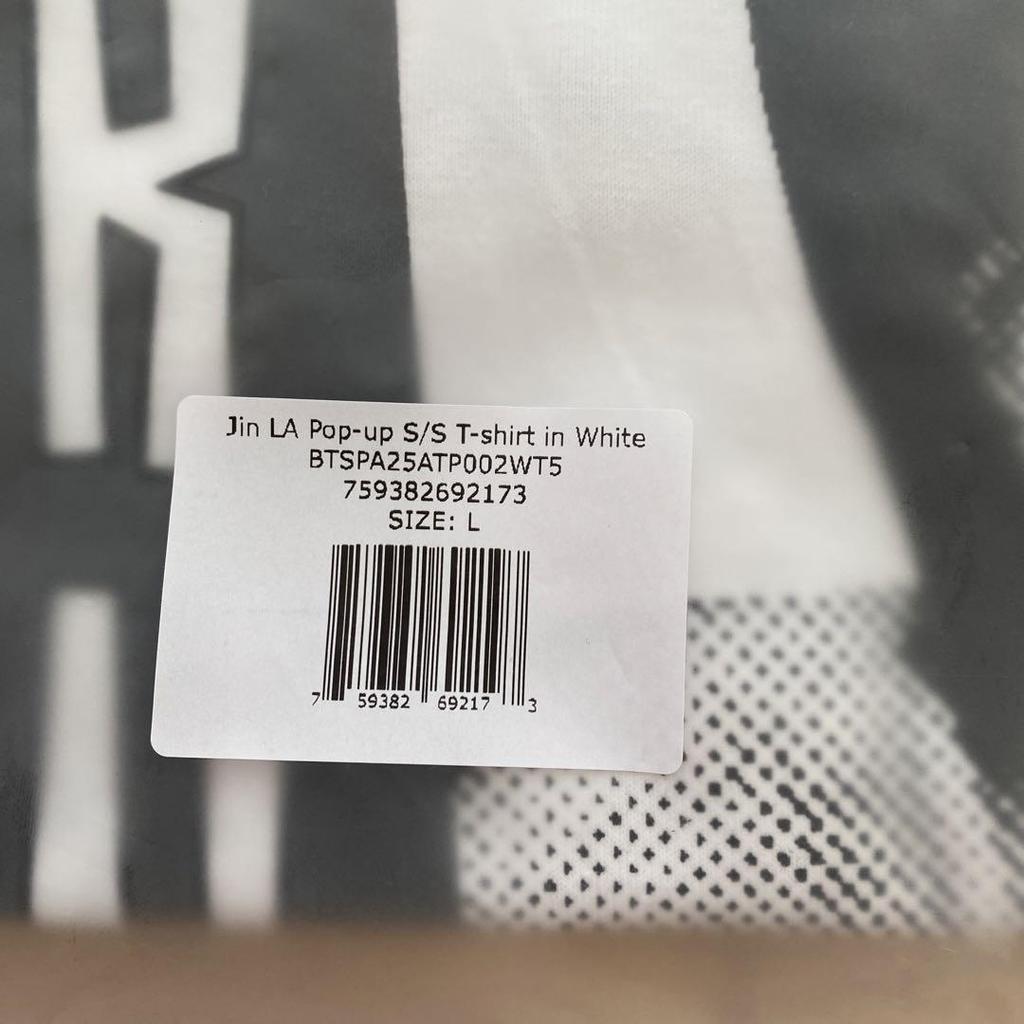 Jin LA Pop-up S/S T-shirt in White
BTSPA25ATP002WT5
759382692173
SIZE: L
7 59382 69217 3